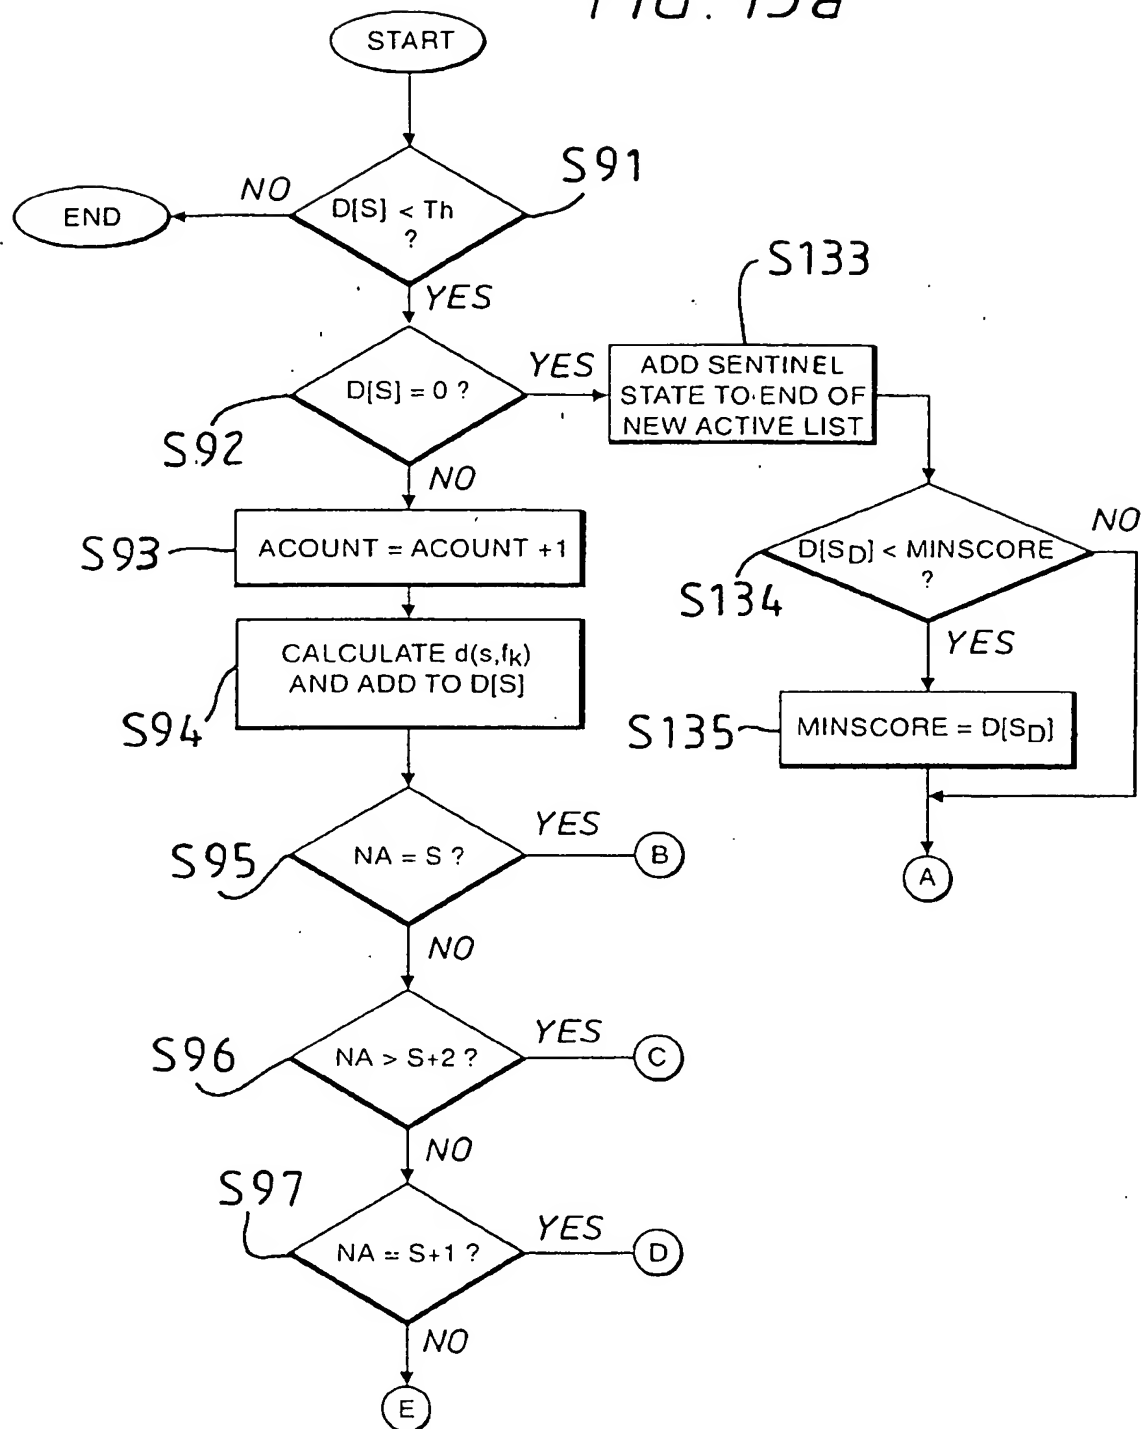 FIG. 15a
START
S91
NO
D[S] < Th
?
END
YES
S133
D[S] = 0 ?
YES
ADD SENTINEL
STATE TO END OF
NEW ACTIVE LIST
S92
NO
NO
S93
ACOUNT = ACOUNT +1
D[SD] < MINSCORE
?
S134
YES
CALCULATE d(s,fk)
AND ADD TO D[S]
S94
S135
MINSCORE = D[SD]
S95
NA = S ?
YES
B
A
NO
S96
NA > S+2 ?
YES
C
NO
S97
NA = S+1 ?
YES
D
NO
E